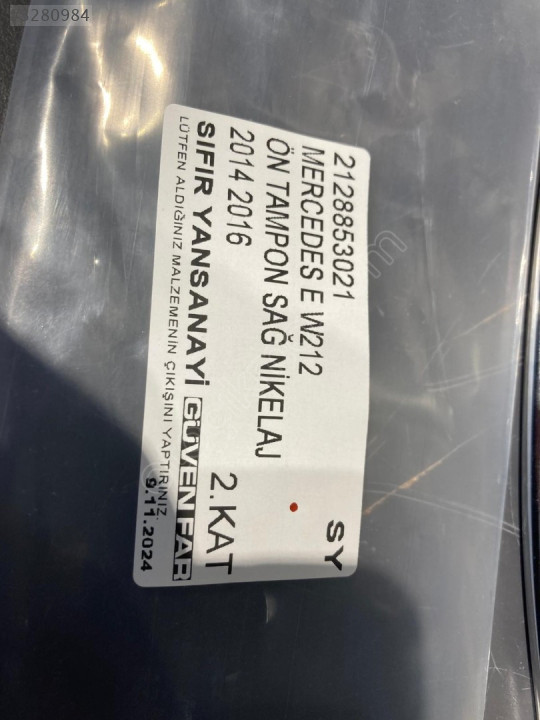 280984
2128853021
MERCEDES E W212
ÖN TAMPON SAĞ NİKELAJ
2014 2016
SY
2.KAT
SIFIR YANSANAYİ GÜVEN FAR
LÜTFEN ALDIĞINIZ MALZEMENİN ÇIKIŞINI YAPTIRINIZ.
9.11.2024